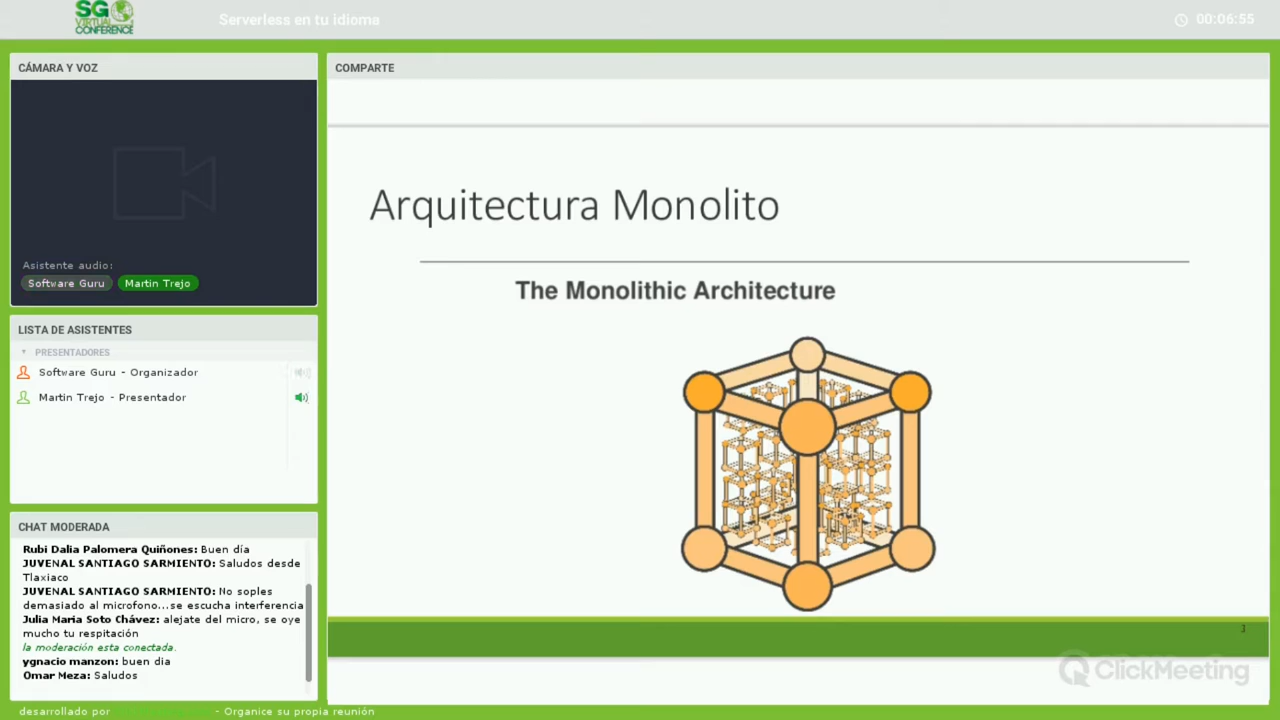 SG
VIRTUAL
CONFERENCE
Serverless en tu idioma
00:06:55
CÁMARA Y VOZ
Asistente audio:
Software Guru
Martin Trejo
LISTA DE ASISTENTES
PRESENTADORES
Software Guru - Organizador
Martin Trejo - Presentador
CHAT MODERADA
Rubi Dalia Palomera Quiñones: Buen día
JUVENAL SANTIAGO SARMIENTO: Saludos desde
Tlaxiaco
JUVENAL SANTIAGO SARMIENTO: No soples
demasiado al microfono...se escucha interferencia
Julia Maria Soto Chávez: alejate del micro, se oye
mucho tu respitación
la moderación esta conectada.
ygnacio manzon: buen dia
Omar Meza: Saludos
desarrollado por
- Organice su propia reunión
COMPARTE
Arquitectura Monolito
The Monolithic Architecture
ClickMeeting